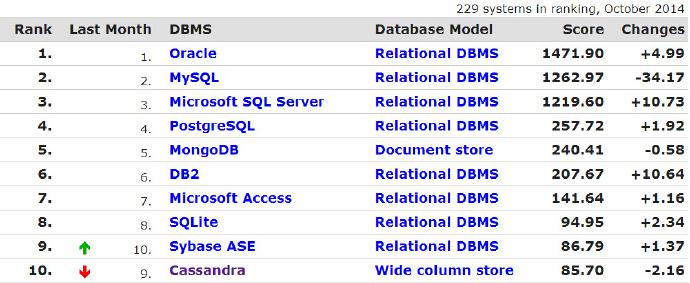 229 systems in ranking, October 2014
Rank Last Month DBMS Database Model Score Changes
1. 1. Oracle Relational DBMS 1471.90 +4.99
2. 2. MySQL Relational DBMS 1262.97 -34.17
3. 3. Microsoft SQL Server Relational DBMS 1219.60 +10.73
4. 4. PostgreSQL Relational DBMS 257.72 +1.92
5. 5. MongoDB Document store 240.41 -0.58
6. 6. DB2 Relational DBMS 207.67 +10.64
7. 7. Microsoft Access Relational DBMS 141.64 +1.16
8. 8. SQLite Relational DBMS 94.95 +2.34
9. 10. Sybase ASE Relational DBMS 86.79 +1.37
10. 9. Cassandra Wide column store 85.70 -2.16